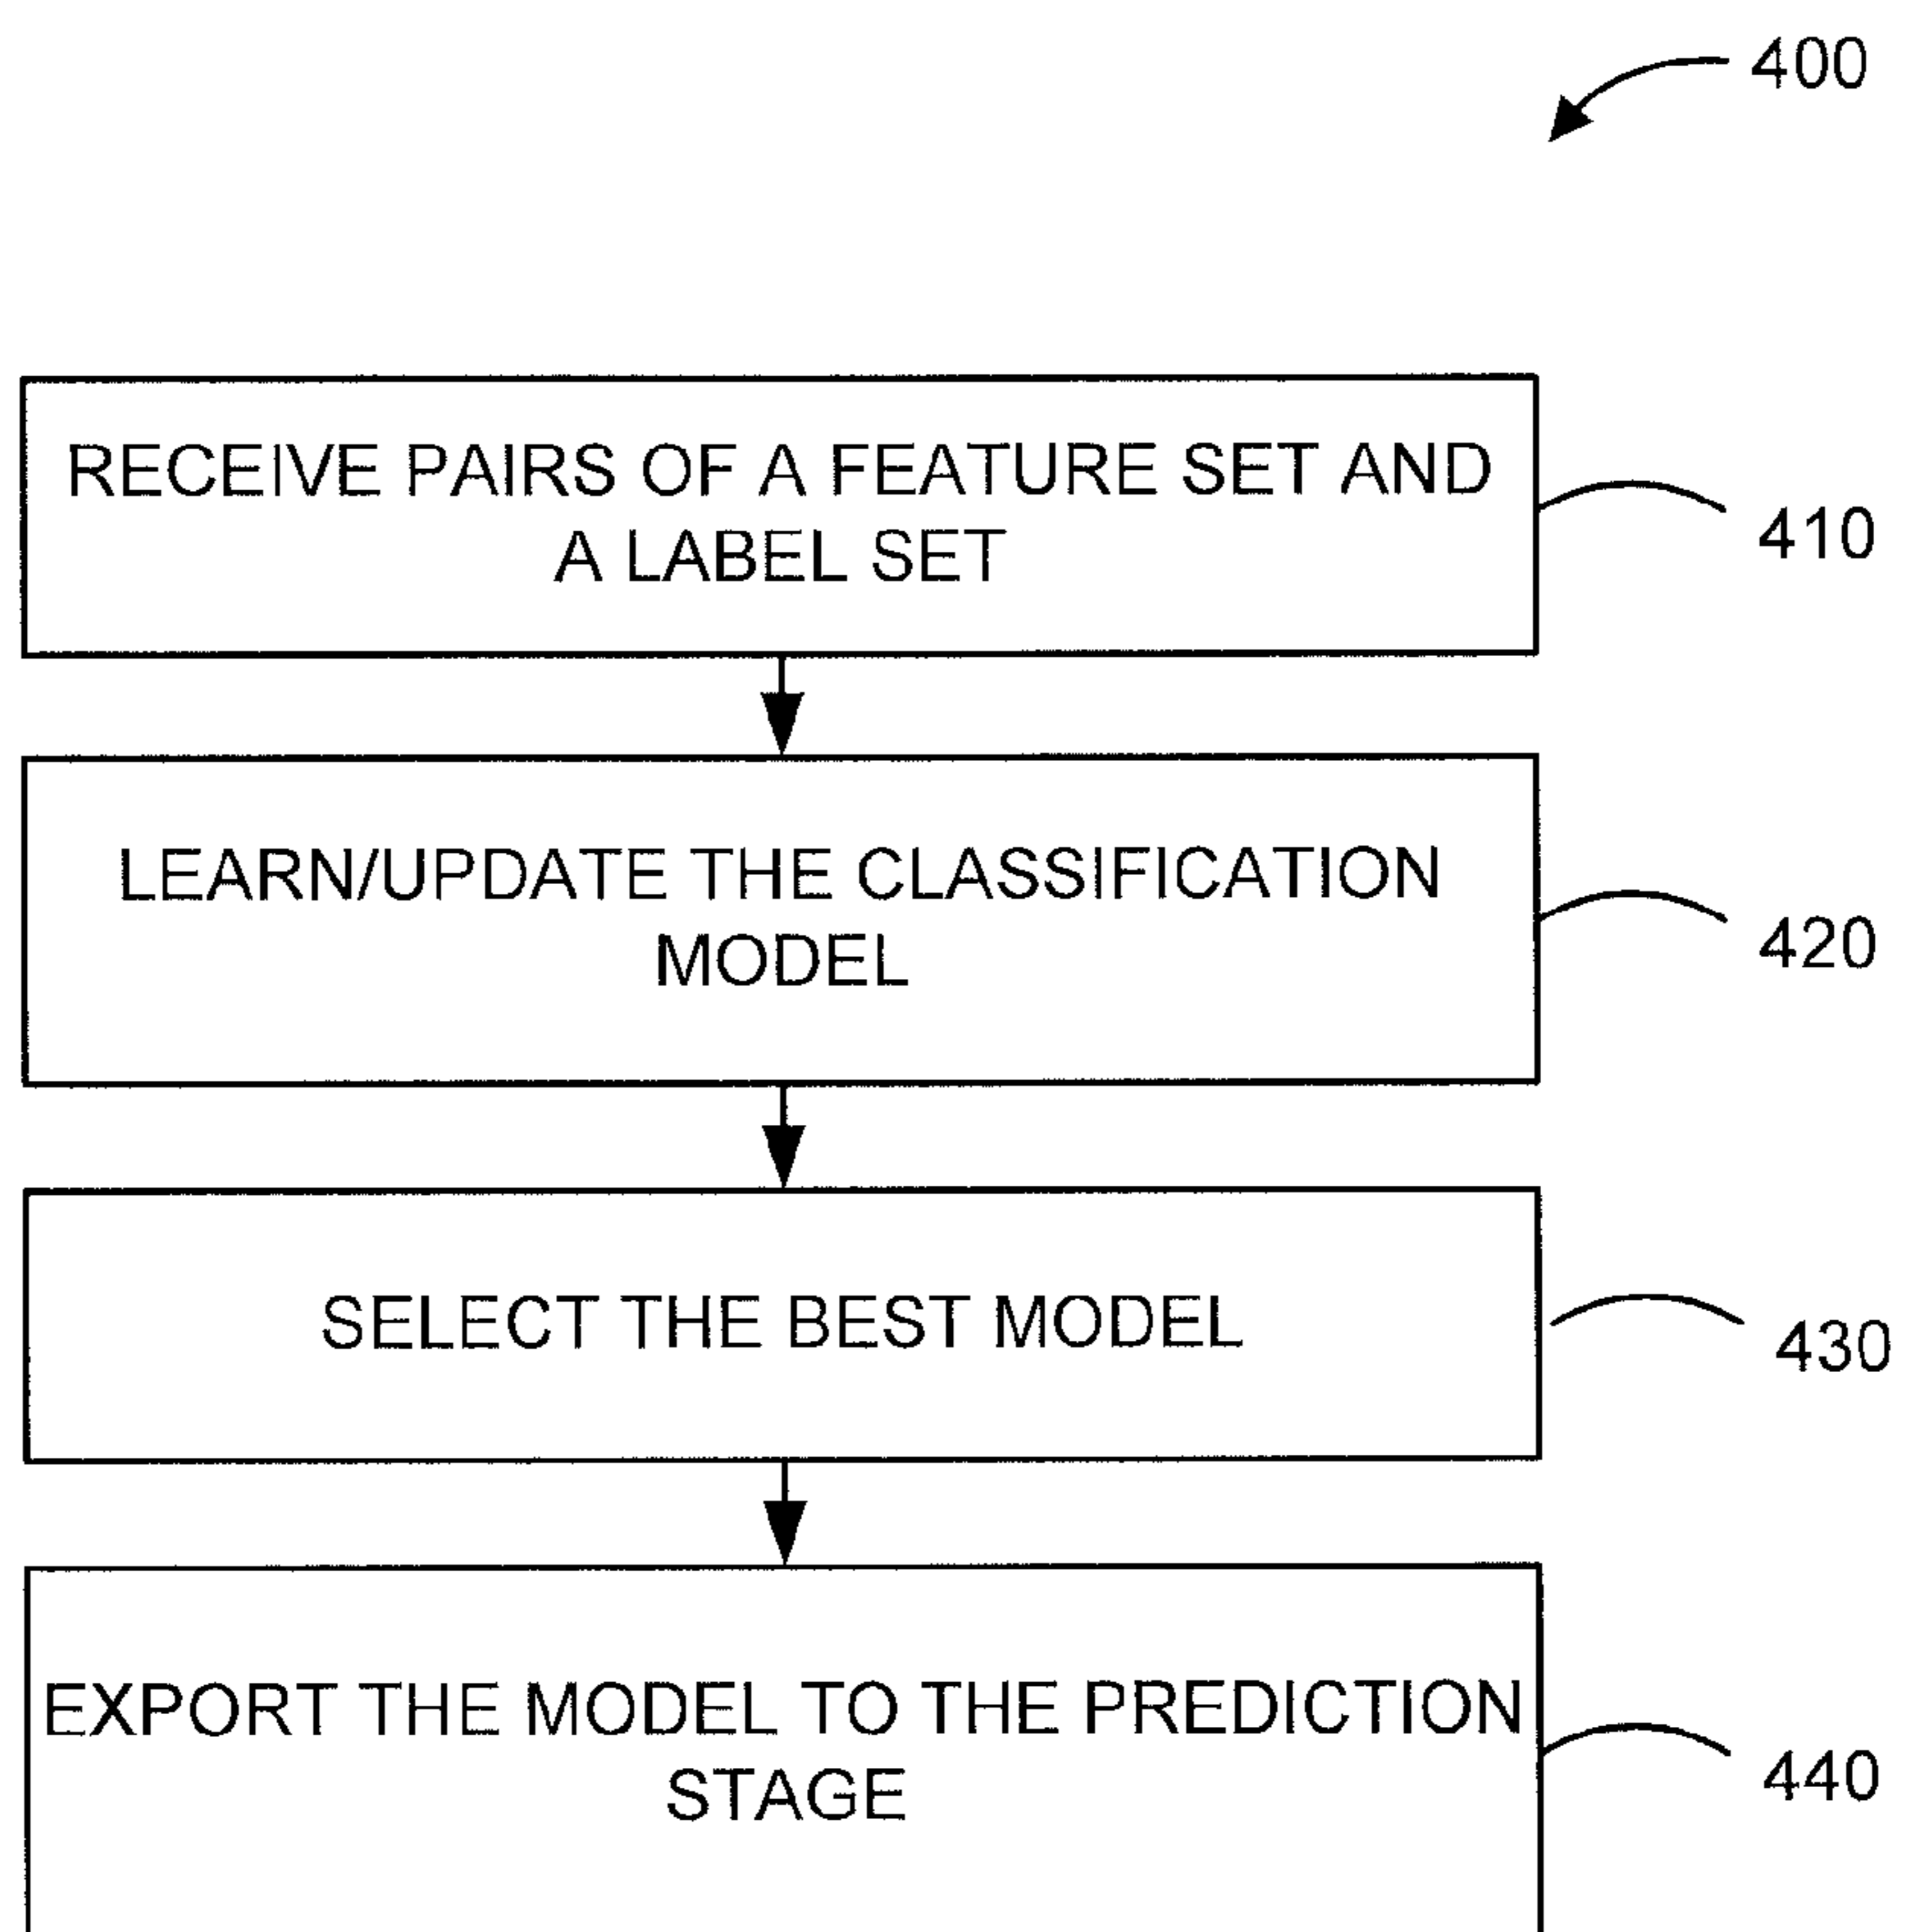 400
RECEIVE PAIRS OF A FEATURE SET AND
A LABEL SET
410
LEARN/UPDATE THE CLASSIFICATION
MODEL
420
SELECT THE BEST MODEL
430
EXPORT THE MODEL TO THE PREDICTION
STAGE
440